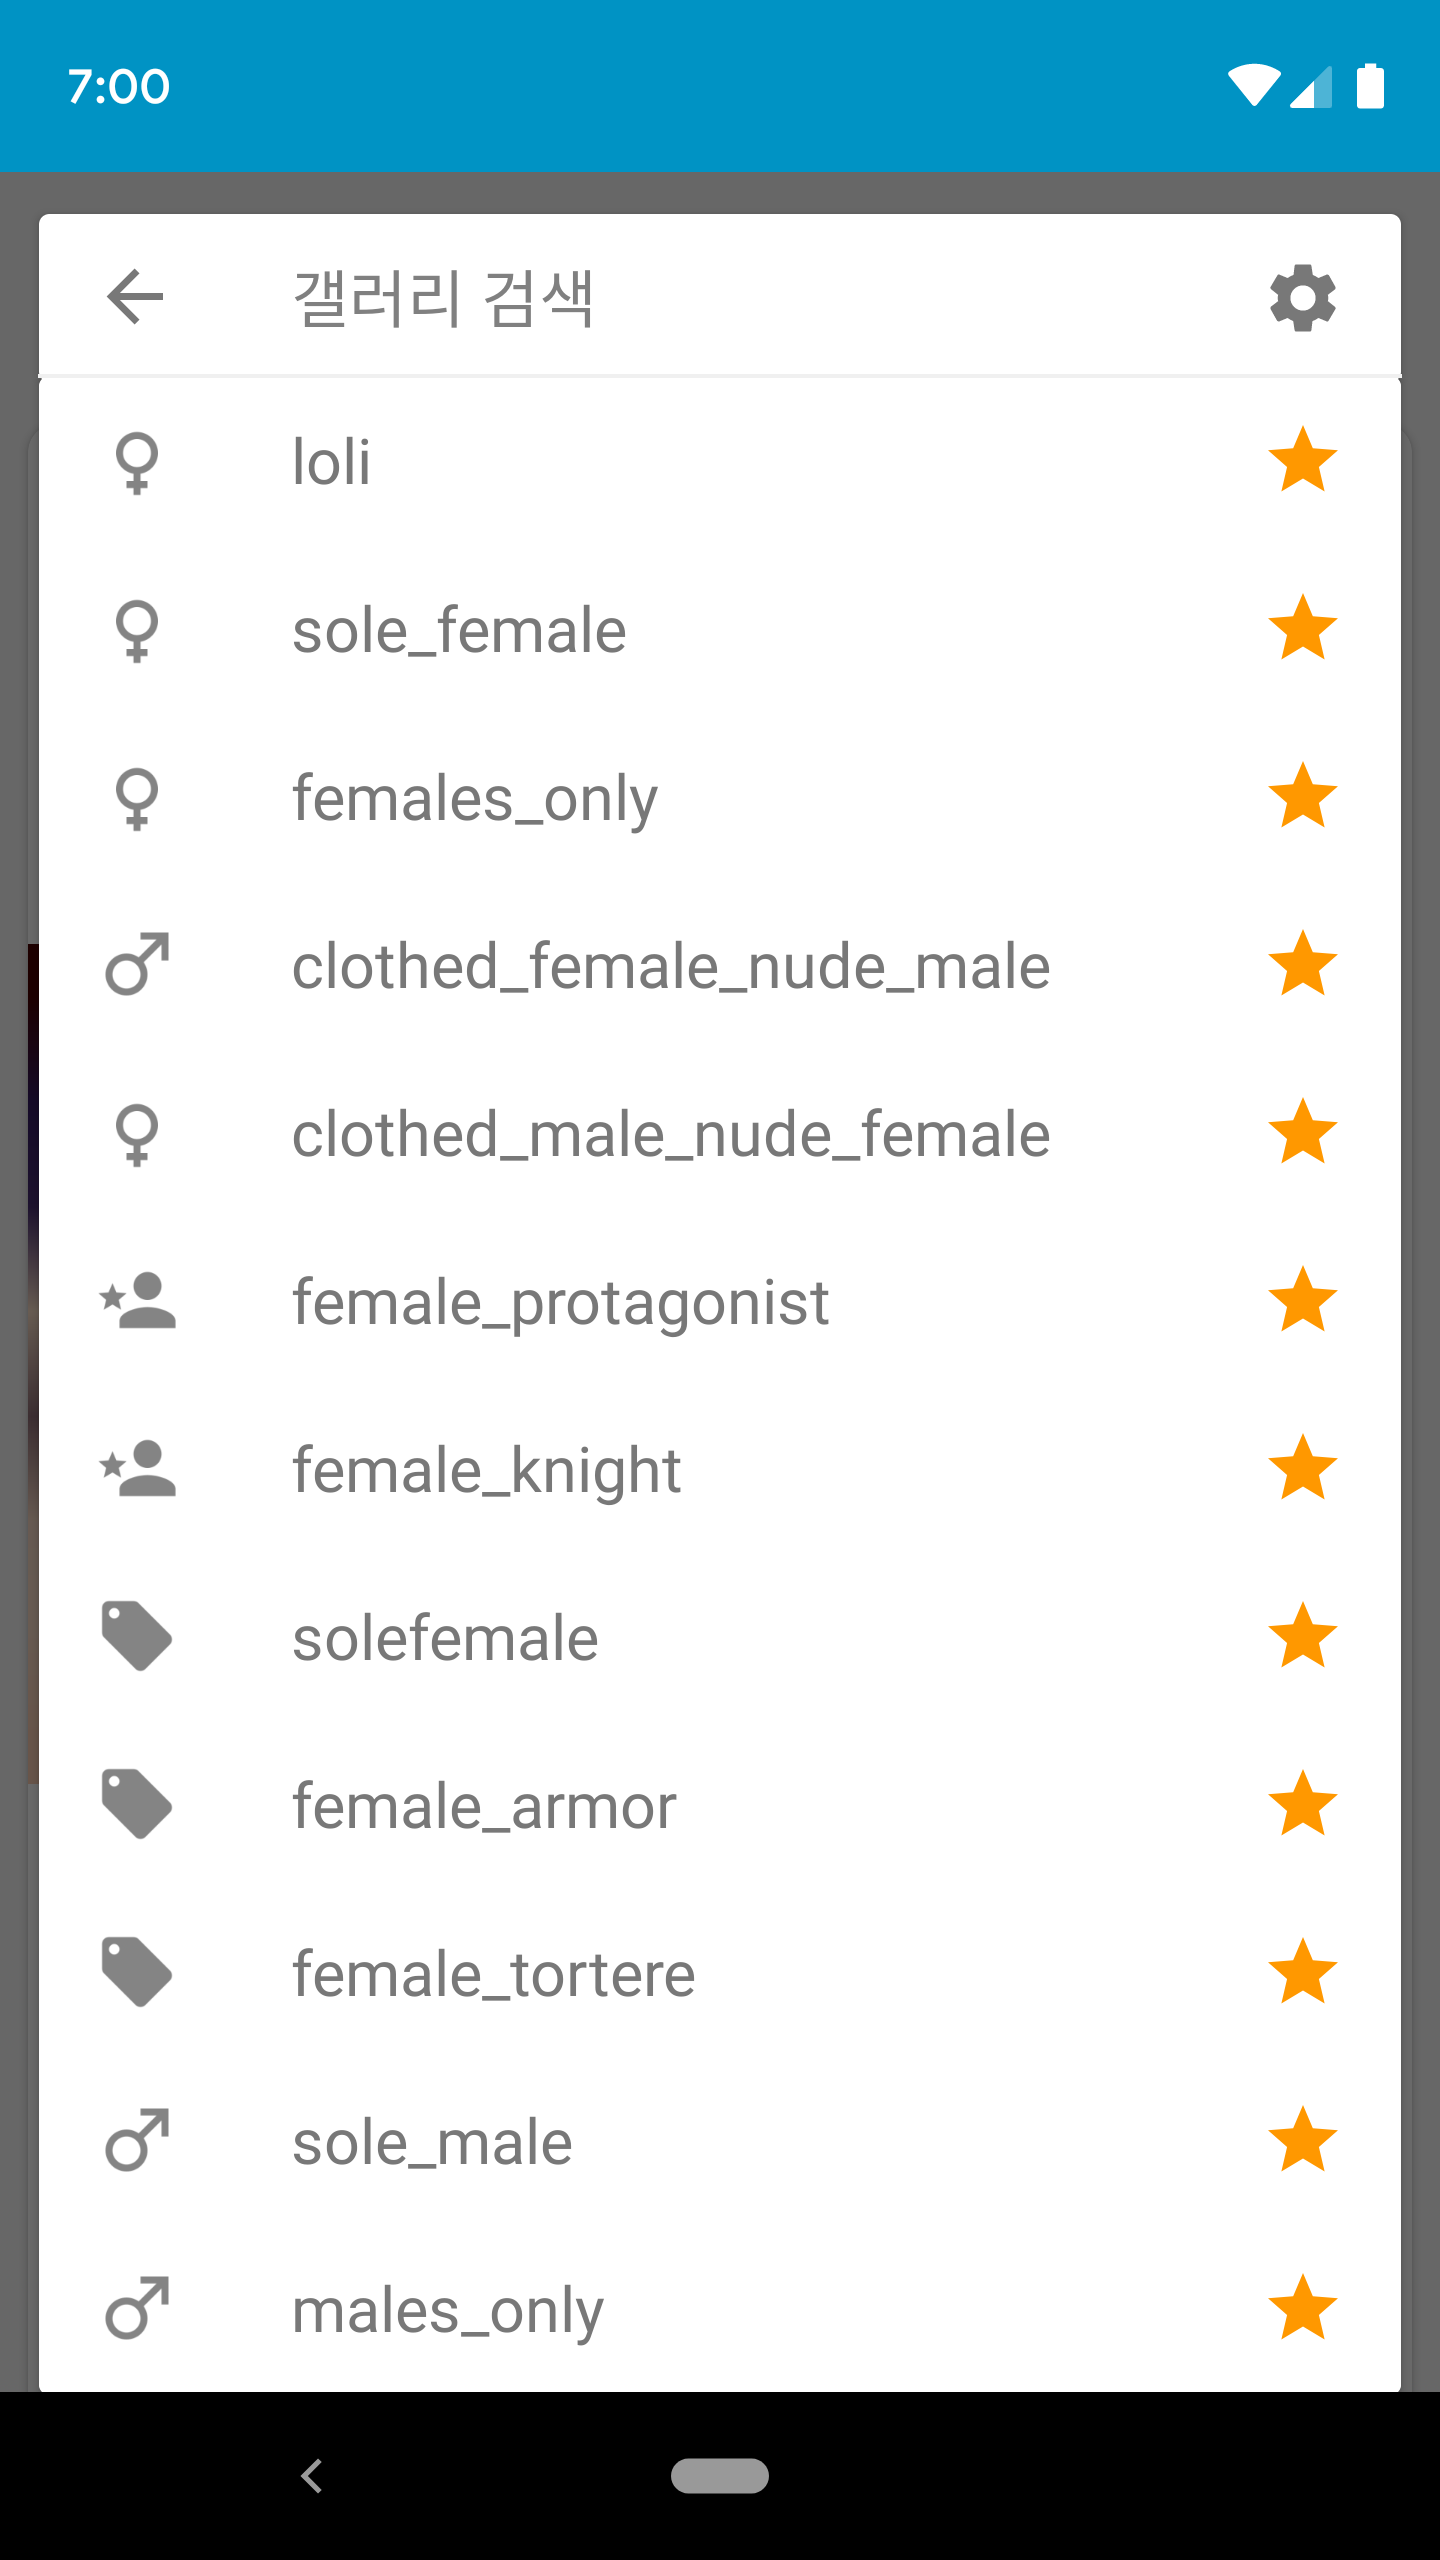 7:00
갤러리 검색
loli
sole_female
females_only
clothed_female_nude_male
clothed_male_nude_female
female_protagonist
female_knight
solefemale
female_armor
female_tortere
sole_male
males_only